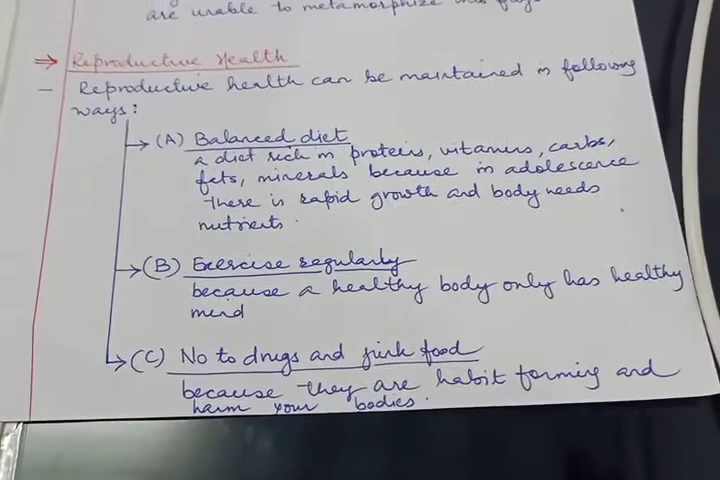 are unable to metamorphize into
⇒ Reproductive Health
– Reproductive health can be maintained in following
ways:
→ (A) Balanced diet
a diet rich in proteins, vitamins, carbs,
fats, minerals because in adolescence
there is rapid growth and body needs
nutrients.
→ (B) Exercise regularly
because a healthy body only has healthy
mind
→ (C) No to drugs and junk food
because they are habit forming and
harm your bodies.